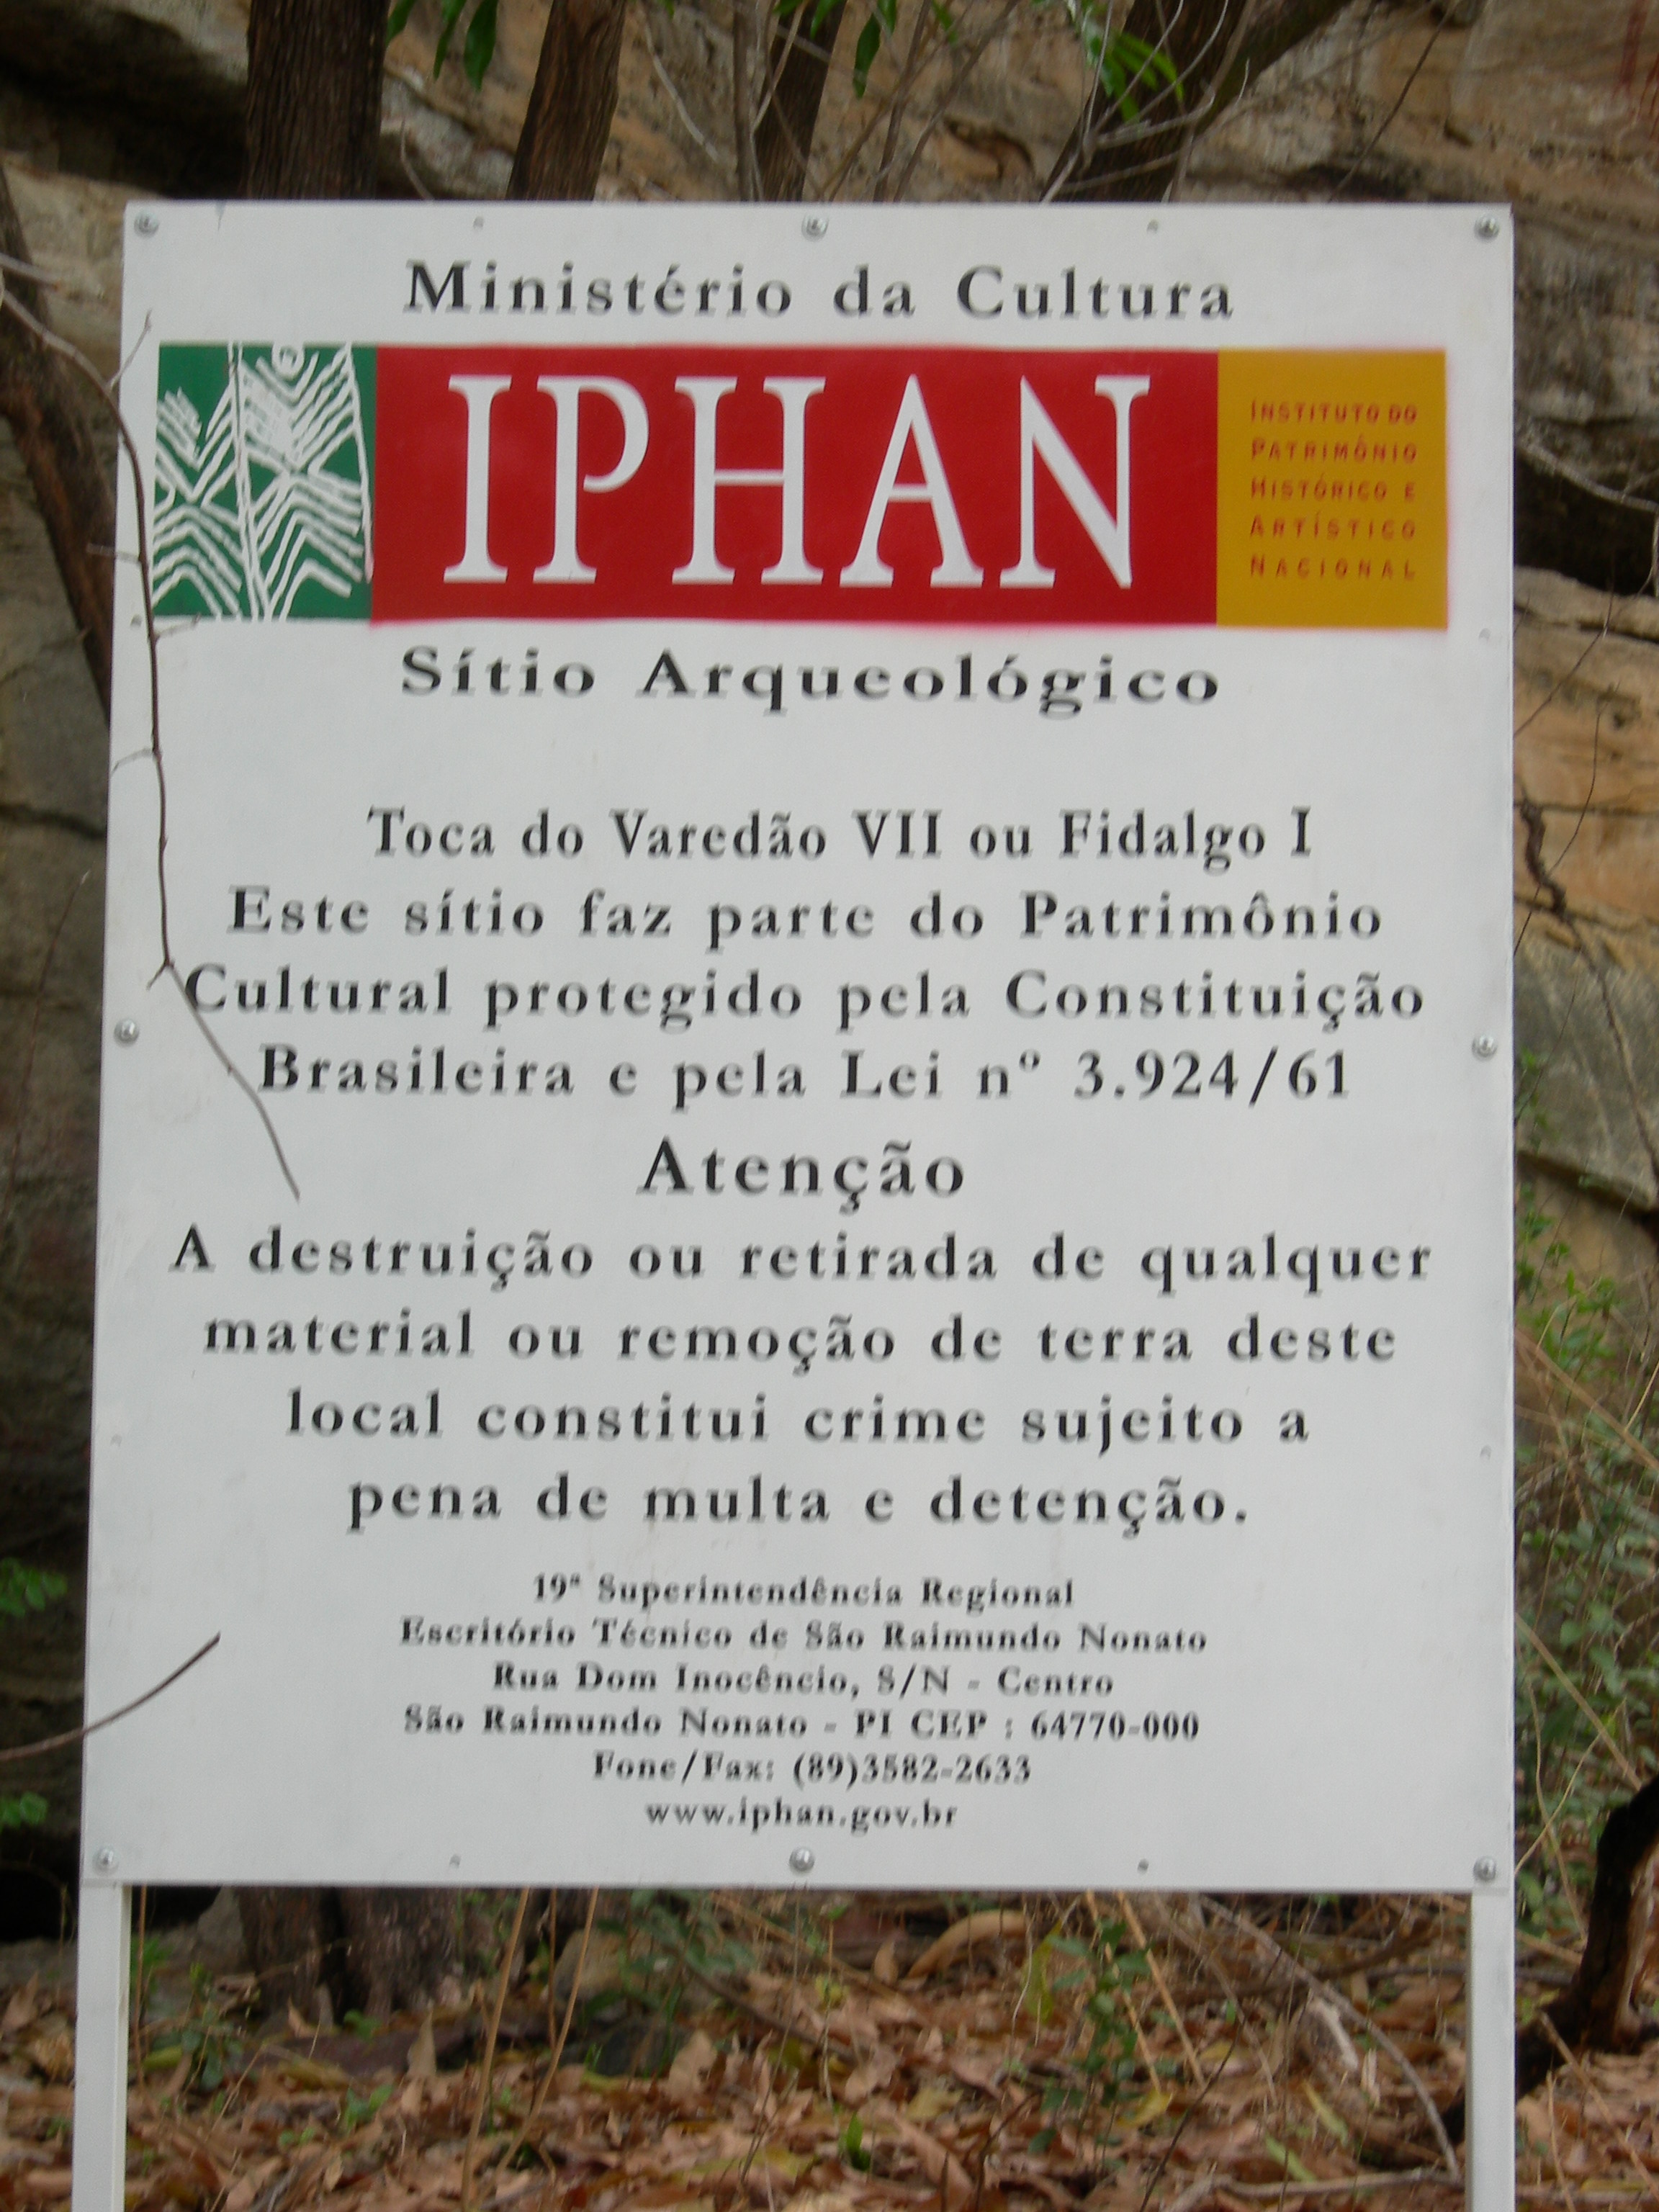 Ministério da Cultura
IPHAN
INSTITUTO DO
PATRIMÔNIO
HISTÓRICO E
ARTÍSTICO
NACIONAL
Sítio Arqueológico
Toca do Varedão VII ou Fidalgo I
Este sítio faz parte do Patrimônio
Cultural protegido pela Constituição
Brasileira e pela Lei nº 3.924/61
Atenção
A destruição ou retirada de qualquer
material ou remoção de terra deste
local constitui crime sujeito a
pena de multa e detenção.
19ª Superintendência Regional
Escritório Técnico de São Raimundo Nonato
Rua Dom Inocêncio, S/N - Centro
São Raimundo Nonato - PI CEP : 64770-000
Fone/Fax: (89)3582-2633
www.iphan.gov.br